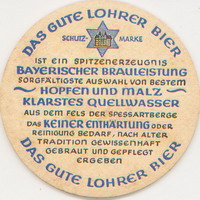 DAS GUTE LOHRER BIER
SCHUTZ- MARKE
IST EIN SPITZENERZEUGNIS
BAYERISCHER BRAULEISTUNG
SORGFÄLTIGSTE AUSWAHL VON BESTEM
HOPFEN UND MALZ
KLARSTES QUELLWASSER
AUS DEM FELS DER SPESSARTBERGE
DAS KEINER ENTHÄRTUNG ODER
REINIGUNG BEDARF, NACH ALTER
TRADITION GEWISSENHAFT
GEBRAUT UND GEPFLEGT
ERGEBEN
DAS GUTE LOHRER BIER